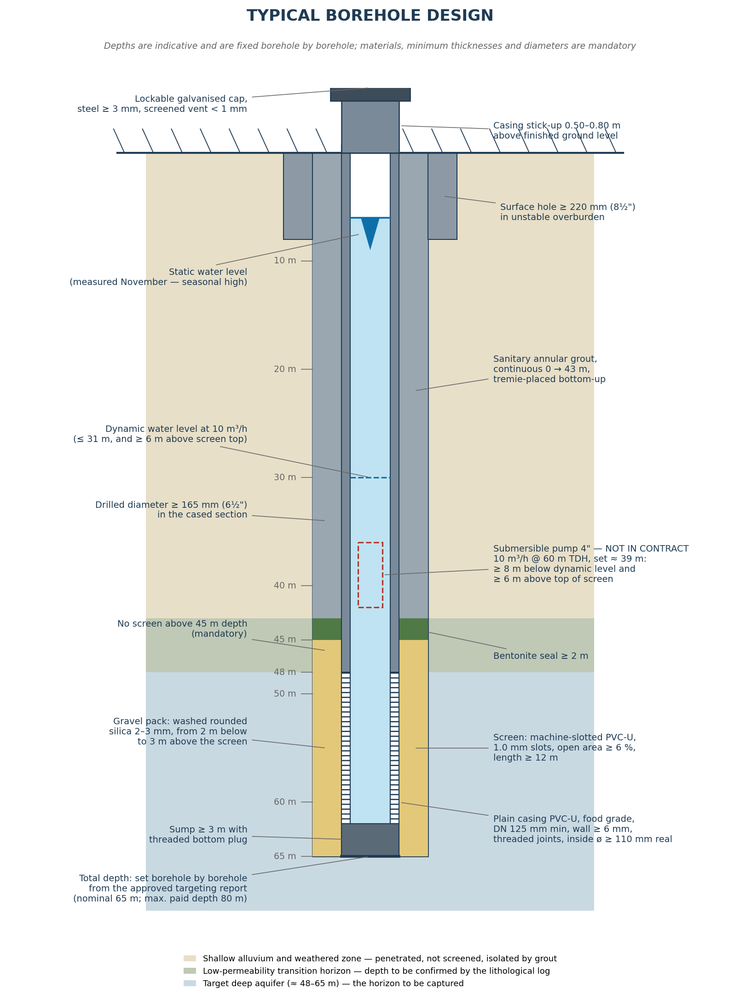 TYPICAL BOREHOLE DESIGN
Depths are indicative and are fixed borehole by borehole; materials, minimum thicknesses and diameters are mandatory
Lockable galvanised cap,
steel ≥ 3 mm, screened vent < 1 mm
Casing stick-up 0.50–0.80 m
above finished ground level
Surface hole ≥ 220 mm (8½")
in unstable overburden
10 m
Static water level
(measured November — seasonal high)
Sanitary annular grout,
continuous 0 → 43 m,
tremie-placed bottom-up
20 m
Dynamic water level at 10 m³/h
(≤ 31 m, and ≥ 6 m above screen top)
30 m
Drilled diameter ≥ 165 mm (6½")
in the cased section
Submersible pump 4" — NOT IN CONTRACT
10 m³/h @ 60 m TDH, set ≈ 39 m:
≥ 8 m below dynamic level and
≥ 6 m above top of screen
40 m
No screen above 45 m depth
(mandatory)
45 m
Bentonite seal ≥ 2 m
48 m
50 m
Gravel pack: washed rounded
silica 2–3 mm, from 2 m below
to 3 m above the screen
Screen: machine-slotted PVC-U,
1.0 mm slots, open area ≥ 6 %,
length ≥ 12 m
60 m
Plain casing PVC-U, food grade,
DN 125 mm min, wall ≥ 6 mm,
threaded joints, inside ø ≥ 110 mm real
Sump ≥ 3 m with
threaded bottom plug
65 m
Total depth: set borehole by borehole
from the approved targeting report
(nominal 65 m; max. paid depth 80 m)
Shallow alluvium and weathered zone — penetrated, not screened, isolated by grout
Low-permeability transition horizon — depth to be confirmed by the lithological log
Target deep aquifer (≈ 48–65 m) — the horizon to be captured